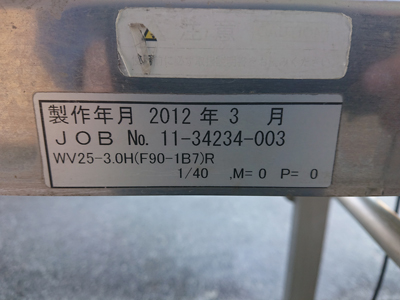 製作年月 2012 年 3 月
JOB No. 11-34234-003
WV25-3.0H(F90-1B7)R
1/40 ,M= 0 P= 0